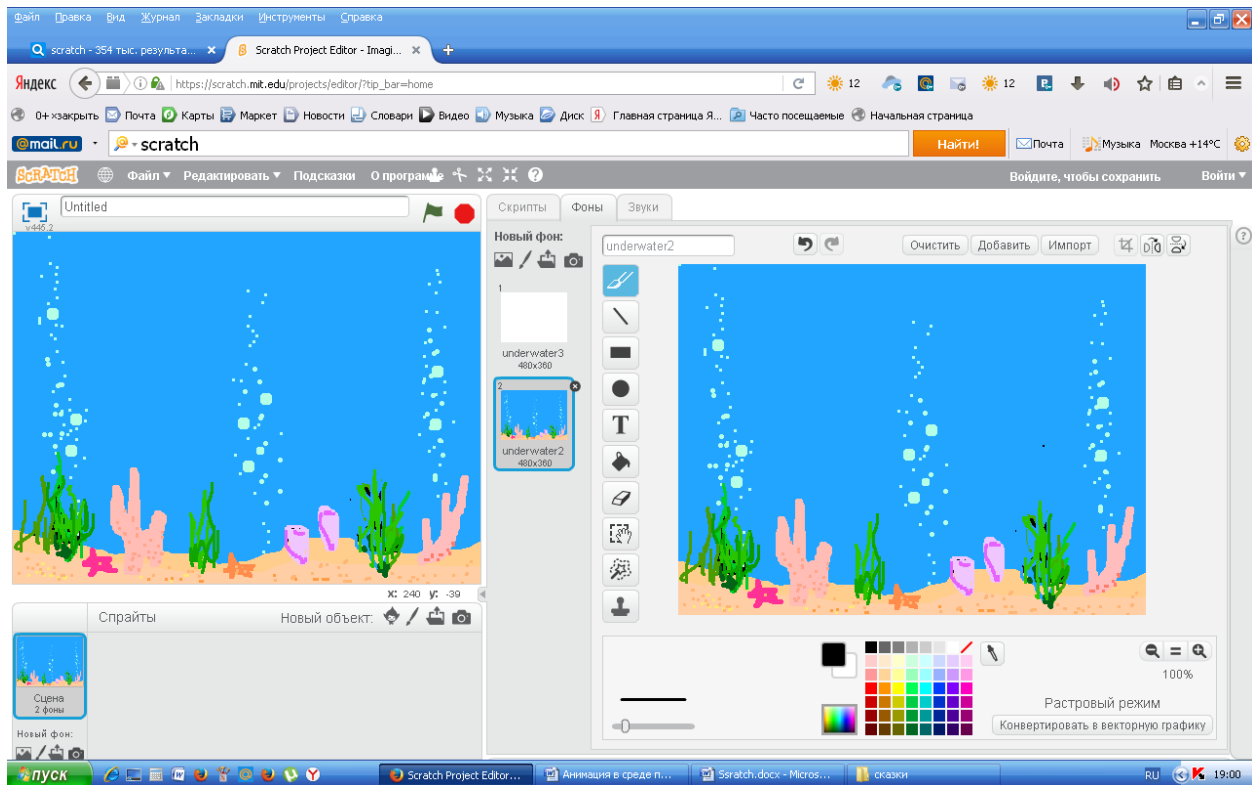 Файл Правка Вид Журнал Закладки Инструменты Справка
scratch - 354 тыс. результа...
Scratch Project Editor - Imagi...
Яндекс
https://scratch.mit.edu/projects/editor/?tip_bar=home
12
12
0+ ×закрыть Почта Карты Маркет Новости Словари Видео Музыка Диск Главная страница Я... Часто посещаемые Начальная страница
@mail.ru scratch Найти! Почта Музыка Москва +14°C
SCRATCH Файл Редактировать Подсказки О программе Войдите, чтобы сохранить Войти
Untitled
v446.2
Скрипты Фоны Звуки
Новый фон:
underwater2
Очистить Добавить Импорт
1
underwater3
480x360
2
underwater2
480x360
T
x: 240 y: -39
Спрайты Новый объект:
Сцена
2 фоны
Новый фон:
100%
Растровый режим
Конвертировать в векторную графику
пуск
Scratch Project Editor...
Анимация в среде п...
Ssratch.docx - Micros...
сказки
RU
19:00